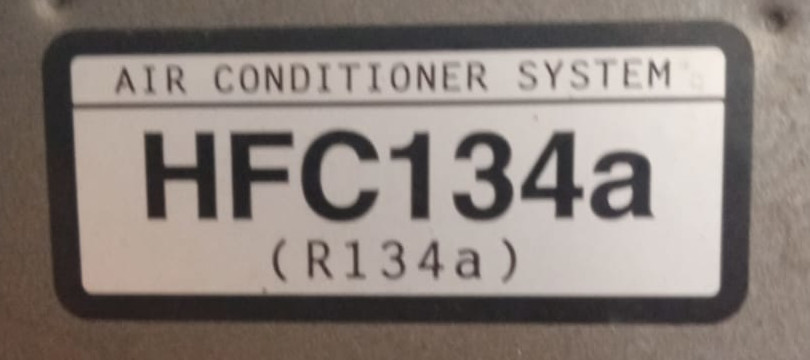 AIR CONDITIONER SYSTEM
HFC134a
(R134a)